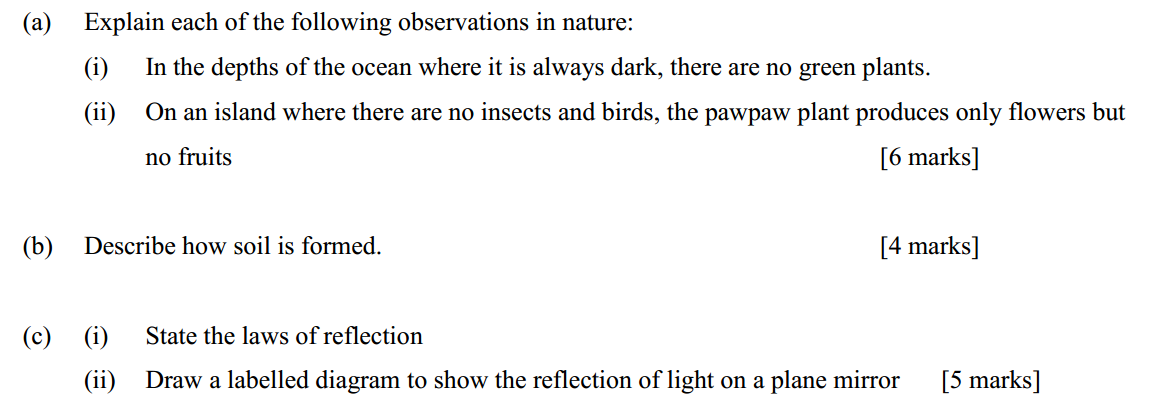 (a) Explain each of the following observations in nature:
(i) In the depths of the ocean where it is always dark, there are no green plants.
(ii) On an island where there are no insects and birds, the pawpaw plant produces only flowers but
no fruits [6 marks]
(b) Describe how soil is formed. [4 marks]
(c) (i) State the laws of reflection
(ii) Draw a labelled diagram to show the reflection of light on a plane mirror [5 marks]